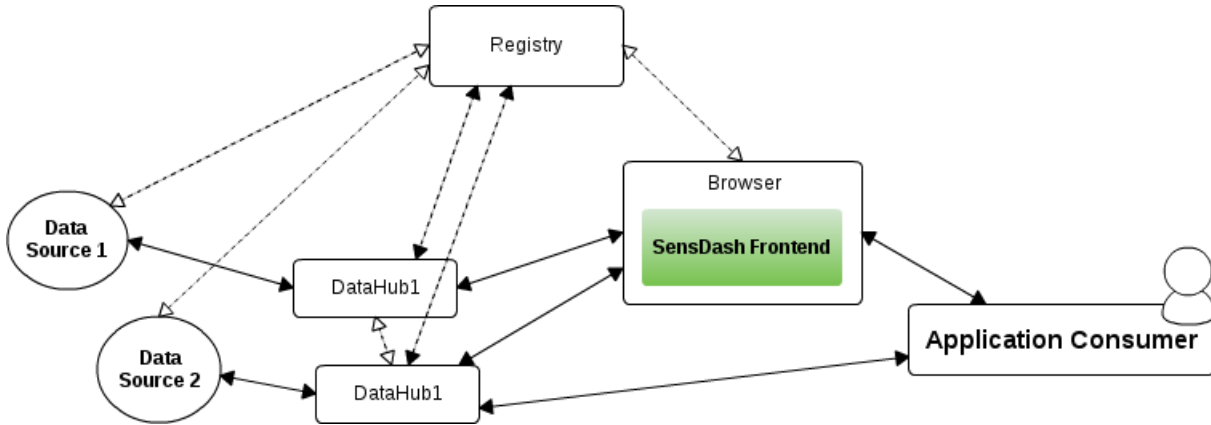 Registry
Browser
SensDash Frontend
Data
Source 1
DataHub1
Application Consumer
Data
Source 2
DataHub1